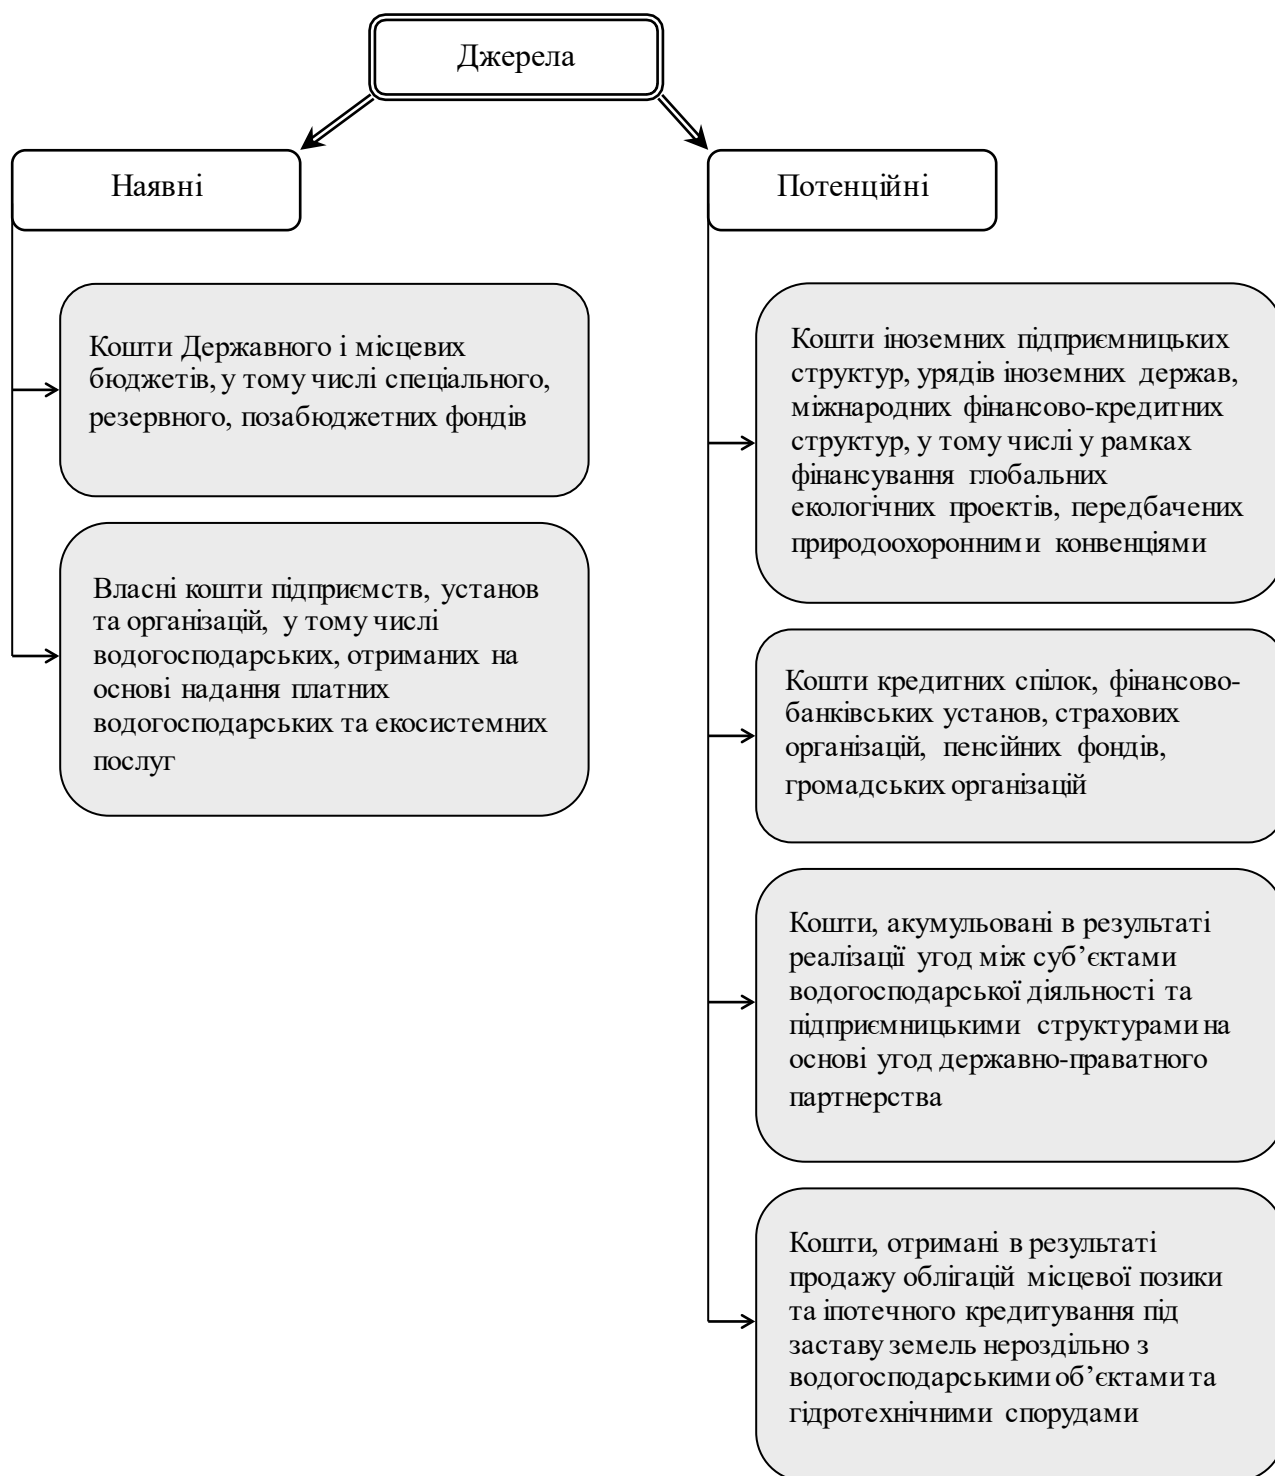 Джерела
Наявні
Кошти Державного і місцевих
бюджетів, у тому числі спеціального,
резервного, позабюджетних фондів
Власні кошти підприємств, установ
та організацій, у тому числі
водогосподарських, отриманих на
основі надання платних
водогосподарських та екосистемних
послуг
Потенційні
Кошти іноземних підприємницьких
структур, урядів іноземних держав,
міжнародних фінансово-кредитних
структур, у тому числі у рамках
фінансування глобальних
екологічних проектів, передбачених
природоохоронними конвенціями
Кошти кредитних спілок, фінансово-
банківських установ, страхових
організацій, пенсійних фондів,
громадських організацій
Кошти, акумульовані в результаті
реалізації угод між суб’єктами
водогосподарської діяльності та
підприємницькими структурами на
основі угод державно-праватного
партнерства
Кошти, отримані в результаті
продажу облігацій місцевої позики
та іпотечного кредитування під
заставу земель нероздільно з
водогосподарськими об’єктами та
гідротехнічними спорудами